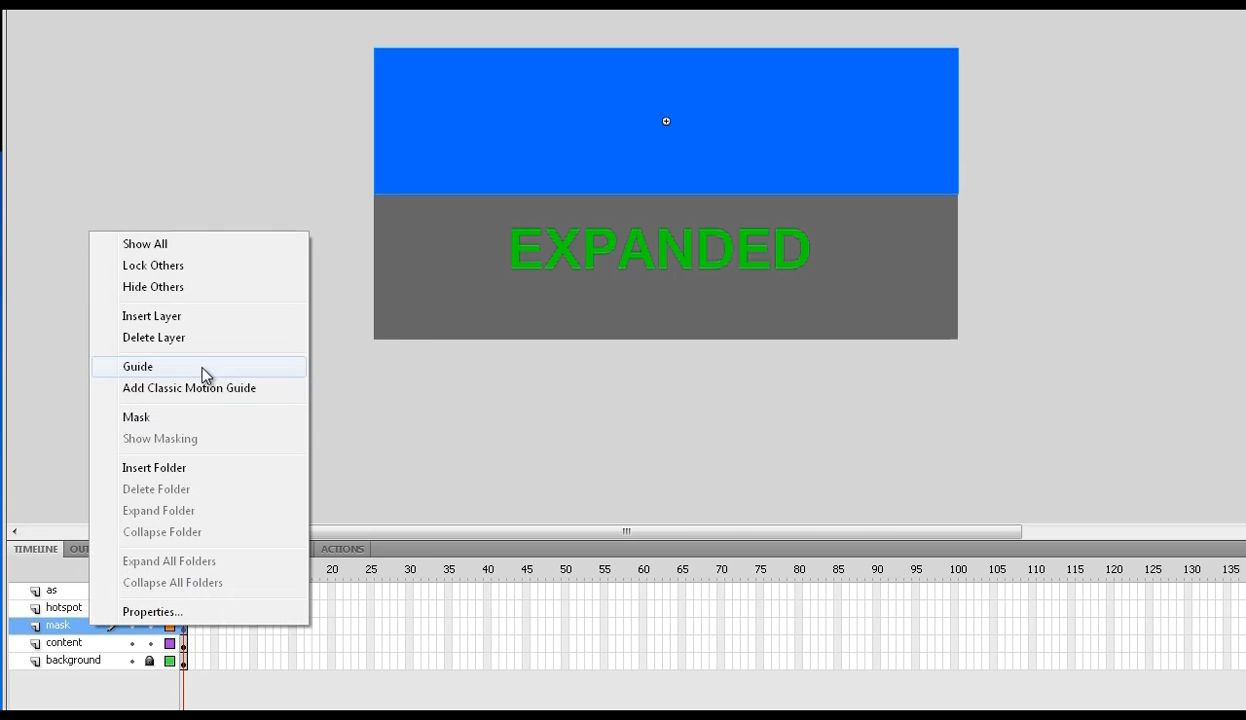 EXPANDED
Show All
Lock Others
Hide Others
Insert Layer
Delete Layer
Guide
Add Classic Motion Guide
Mask
Show Masking
Insert Folder
Delete Folder
Expand Folder
Collapse Folder
Expand All Folders
Collapse All Folders
Properties...
TIMELINE OU ACTIONS
20 25 30 35 40 45 50 55 60 65 70 75 80 85 90 95 100 105 110 115 120 125 130 135
as
hotspot
mask
content
background